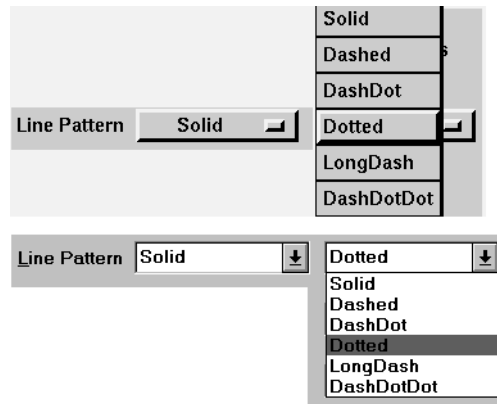 Solid
Dashed
s
DashDot
Line Pattern Solid Dotted
LongDash
DashDotDot
Line Pattern Solid Dotted
Solid
Dashed
DashDot
Dotted
LongDash
DashDotDot